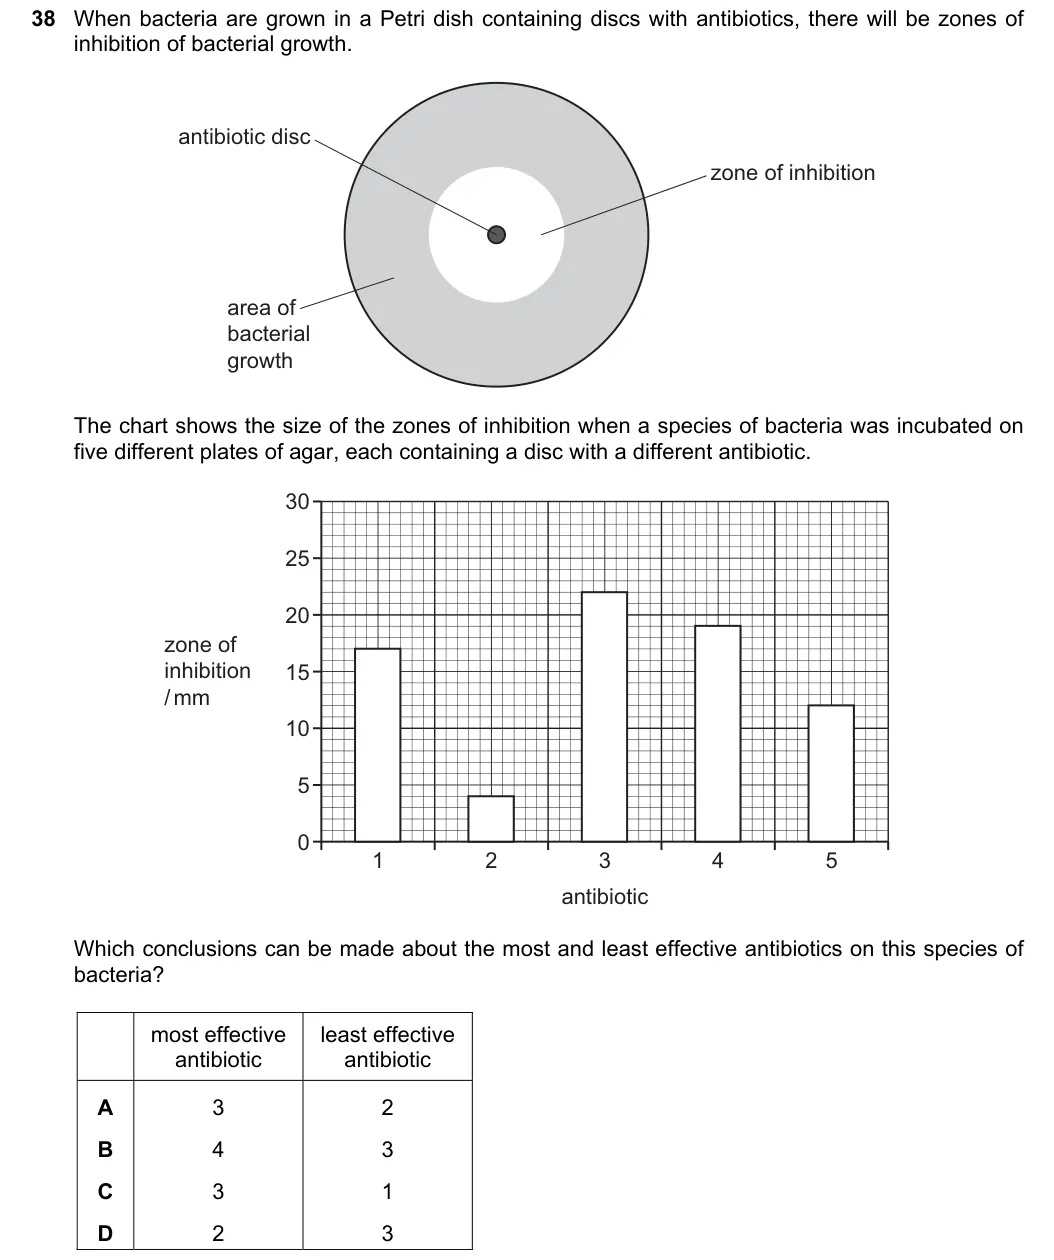 38 When bacteria are grown in a Petri dish containing discs with antibiotics, there will be zones of
inhibition of bacterial growth.
antibiotic disc
zone of inhibition
area of
bacterial
growth
The chart shows the size of the zones of inhibition when a species of bacteria was incubated on
five different plates of agar, each containing a disc with a different antibiotic.
30
25
20
15
10
5
0
zone of
inhibition
/mm
1 2 3 4 5
antibiotic
Which conclusions can be made about the most and least effective antibiotics on this species of
bacteria?
most effective least effective
antibiotic antibiotic
A 3 2
B 4 3
C 3 1
D 2 3